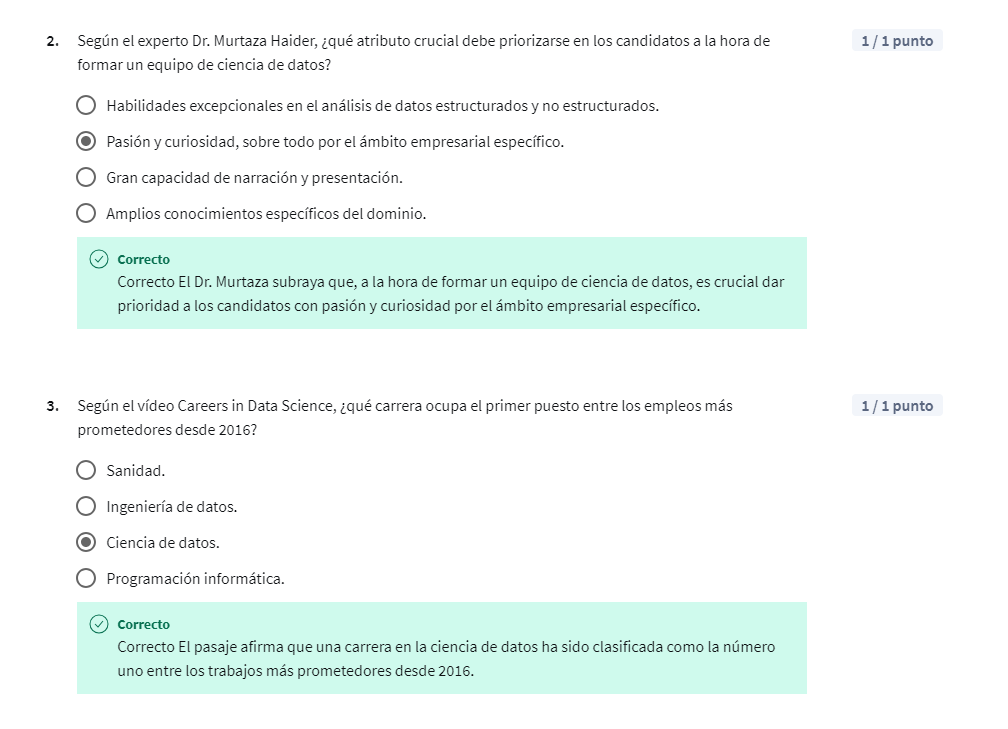 2. Según el experto Dr. Murtaza Haider, ¿qué atributo crucial debe priorizarse en los candidatos a la hora de 1 / 1 punto
formar un equipo de ciencia de datos?
Habilidades excepcionales en el análisis de datos estructurados y no estructurados.
Pasión y curiosidad, sobre todo por el ámbito empresarial específico.
Gran capacidad de narración y presentación.
Amplios conocimientos específicos del dominio.
Correcto
Correcto El Dr. Murtaza subraya que, a la hora de formar un equipo de ciencia de datos, es crucial dar
prioridad a los candidatos con pasión y curiosidad por el ámbito empresarial específico.
3. Según el vídeo Careers in Data Science, ¿qué carrera ocupa el primer puesto entre los empleos más 1 / 1 punto
prometedores desde 2016?
Sanidad.
Ingeniería de datos.
Ciencia de datos.
Programación informática.
Correcto
Correcto El pasaje afirma que una carrera en la ciencia de datos ha sido clasificada como la número
uno entre los trabajos más prometedores desde 2016.